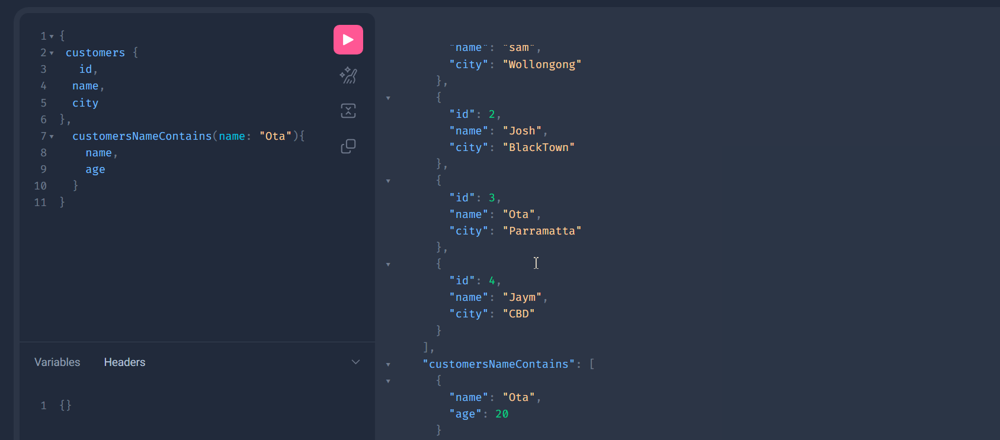 1 {
2 customers {
3 id,
4 name,
5 city
6 },
7 customersNameContains(name: "Ota"){
8 name,
9 age
10 }
11 }
Variables Headers
1 {}
"name": "sam",
"city": "Wollongong"
},
{
"id": 2,
"name": "Josh",
"city": "BlackTown"
},
{
"id": 3,
"name": "Ota",
"city": "Parramatta"
},
{
"id": 4,
"name": "Jaym",
"city": "CBD"
}
],
"customersNameContains": [
{
"name": "Ota",
"age": 20
}